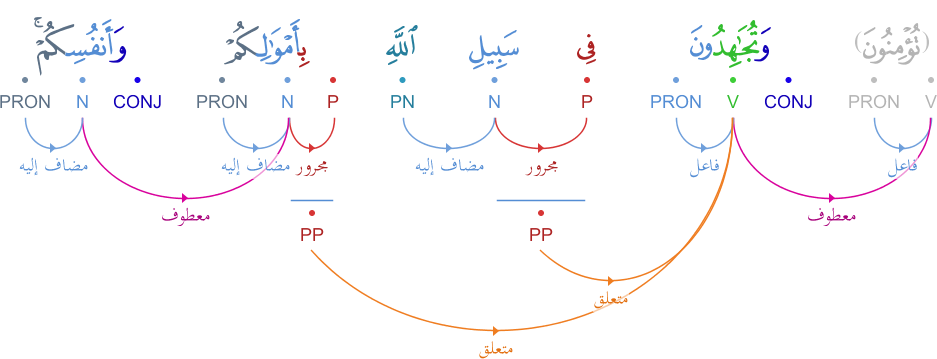 (تُؤْمِنُونَ) وَتُجَٰهِدُونَ فِى سَبِيلِ ٱللَّهِ بِأَمْوَٰلِكُمْ وَأَنفُسِكُمْ ۚ
PRON N CONJ PRON N P PN N P PRON V CONJ PRON V
مضاف إليه مضاف إليه مجرور مضاف إليه مجرور فاعل فاعل
معطوف معطوف
PP PP
متعلق
متعلق